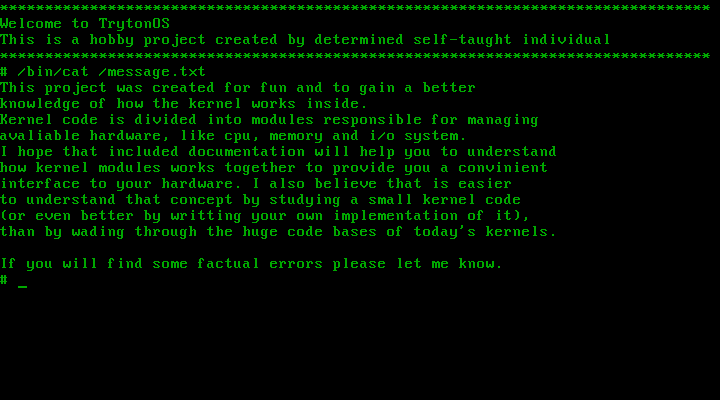 *******************************************************************************
Welcome to TrytonOS
This is a hobby project created by determined self-taught individual
*******************************************************************************
# /bin/cat /message.txt
This project was created for fun and to gain a better
knowledge of how the kernel works inside.
Kernel code is divided into modules responsible for managing
avaliable hardware, like cpu, memory and i/o system.
I hope that included documentation will help you to understand
how kernel modules works together to provide you a convinient
interface to your hardware. I also believe that is easier
to understand that concept by studying a small kernel code
(or even better by writting your own implementation of it),
than by wading through the huge code bases of today's kernels.

If you will find some factual errors please let me know.
# _